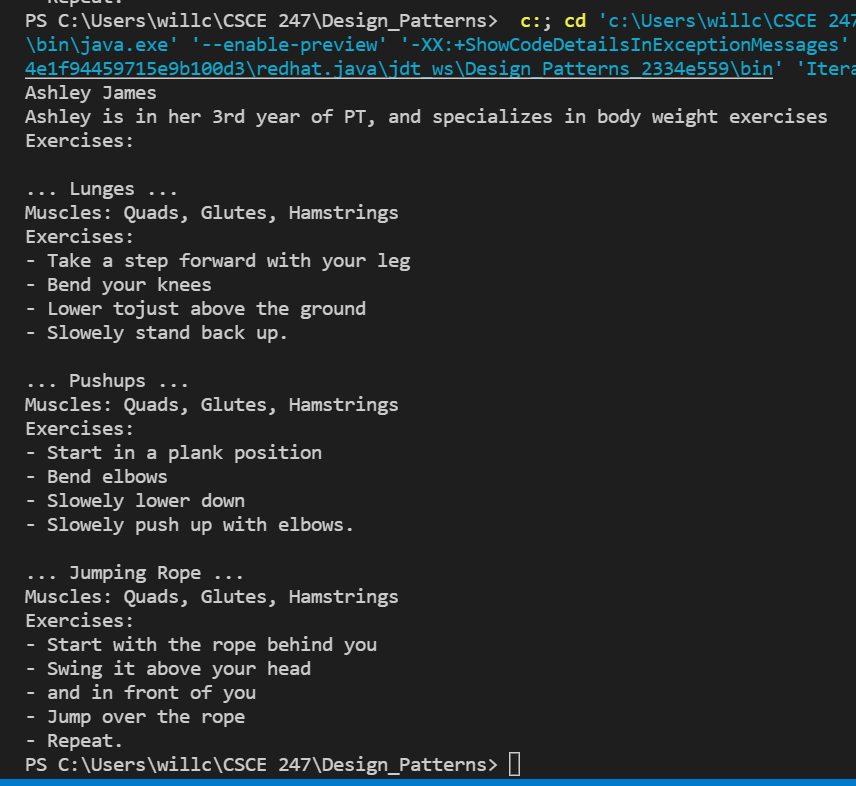 Repeat.
PS C:\Users\willc\CSCE 247\Design_Patterns>  c:; cd 'c:\Users\willc\CSCE 247
\bin\java.exe' '--enable-preview' '-XX:+ShowCodeDetailsInExceptionMessages'
4e1f94459715e9b100d3\redhat.java\jdt_ws\Design_Patterns_2334e559\bin' 'Itera
Ashley James
Ashley is in her 3rd year of PT, and specializes in body weight exercises
Exercises:
... Lunges ...
Muscles: Quads, Glutes, Hamstrings
Exercises:
- Take a step forward with your leg
- Bend your knees
- Lower tojust above the ground
- Slowely stand back up.
... Pushups ...
Muscles: Quads, Glutes, Hamstrings
Exercises:
- Start in a plank position
- Bend elbows
- Slowely lower down
- Slowely push up with elbows.
... Jumping Rope ...
Muscles: Quads, Glutes, Hamstrings
Exercises:
- Start with the rope behind you
- Swing it above your head
- and in front of you
- Jump over the rope
- Repeat.
PS C:\Users\willc\CSCE 247\Design_Patterns>